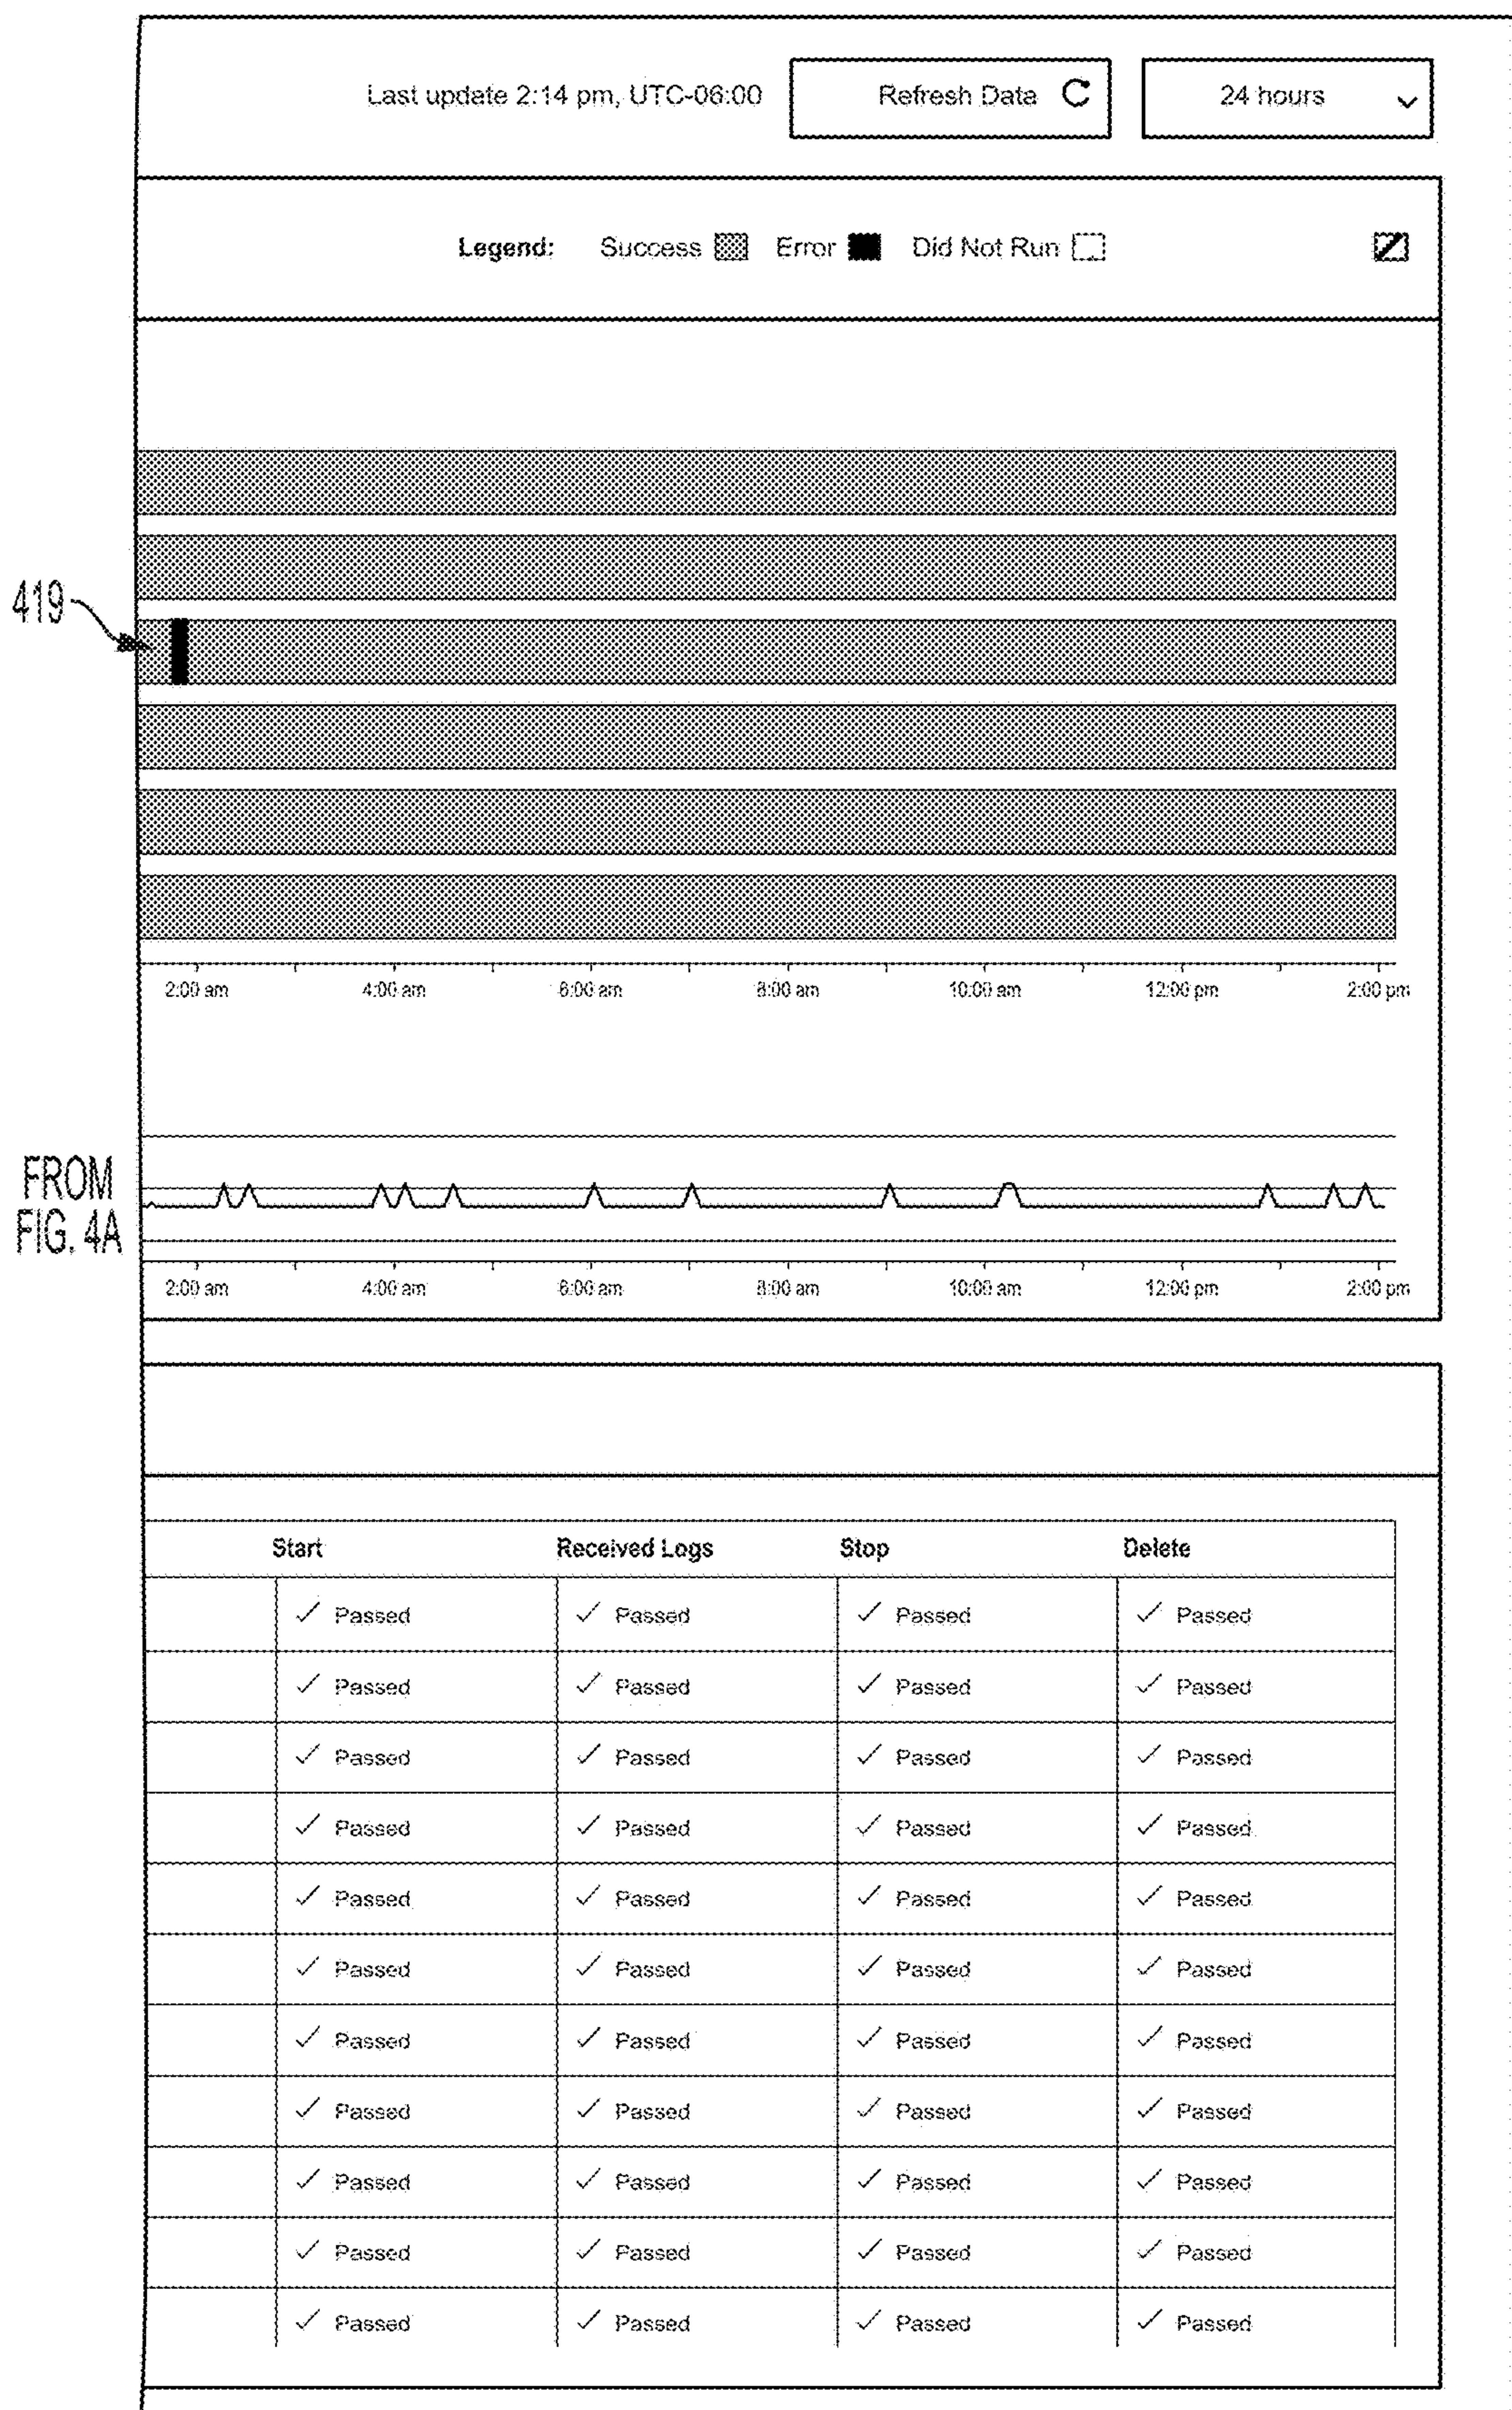 Last update 2:14 pm, UTC-06:00 Refresh Data 24 hours
Legend: Success Error Did Not Run
419
2:00 am 4:00 am 6:00 am 8:00 am 10:00 am 12:00 pm 2:00 pm
FROM
FIG. 4A
2:00 am 4:00 am 6:00 am 8:00 am 10:00 am 12:00 pm 2:00 pm
Start Received Logs Stop Delete
✓ Passed ✓ Passed ✓ Passed ✓ Passed
✓ Passed ✓ Passed ✓ Passed ✓ Passed
✓ Passed ✓ Passed ✓ Passed ✓ Passed
✓ Passed ✓ Passed ✓ Passed ✓ Passed
✓ Passed ✓ Passed ✓ Passed ✓ Passed
✓ Passed ✓ Passed ✓ Passed ✓ Passed
✓ Passed ✓ Passed ✓ Passed ✓ Passed
✓ Passed ✓ Passed ✓ Passed ✓ Passed
✓ Passed ✓ Passed ✓ Passed ✓ Passed
✓ Passed ✓ Passed ✓ Passed ✓ Passed
✓ Passed ✓ Passed ✓ Passed ✓ Passed